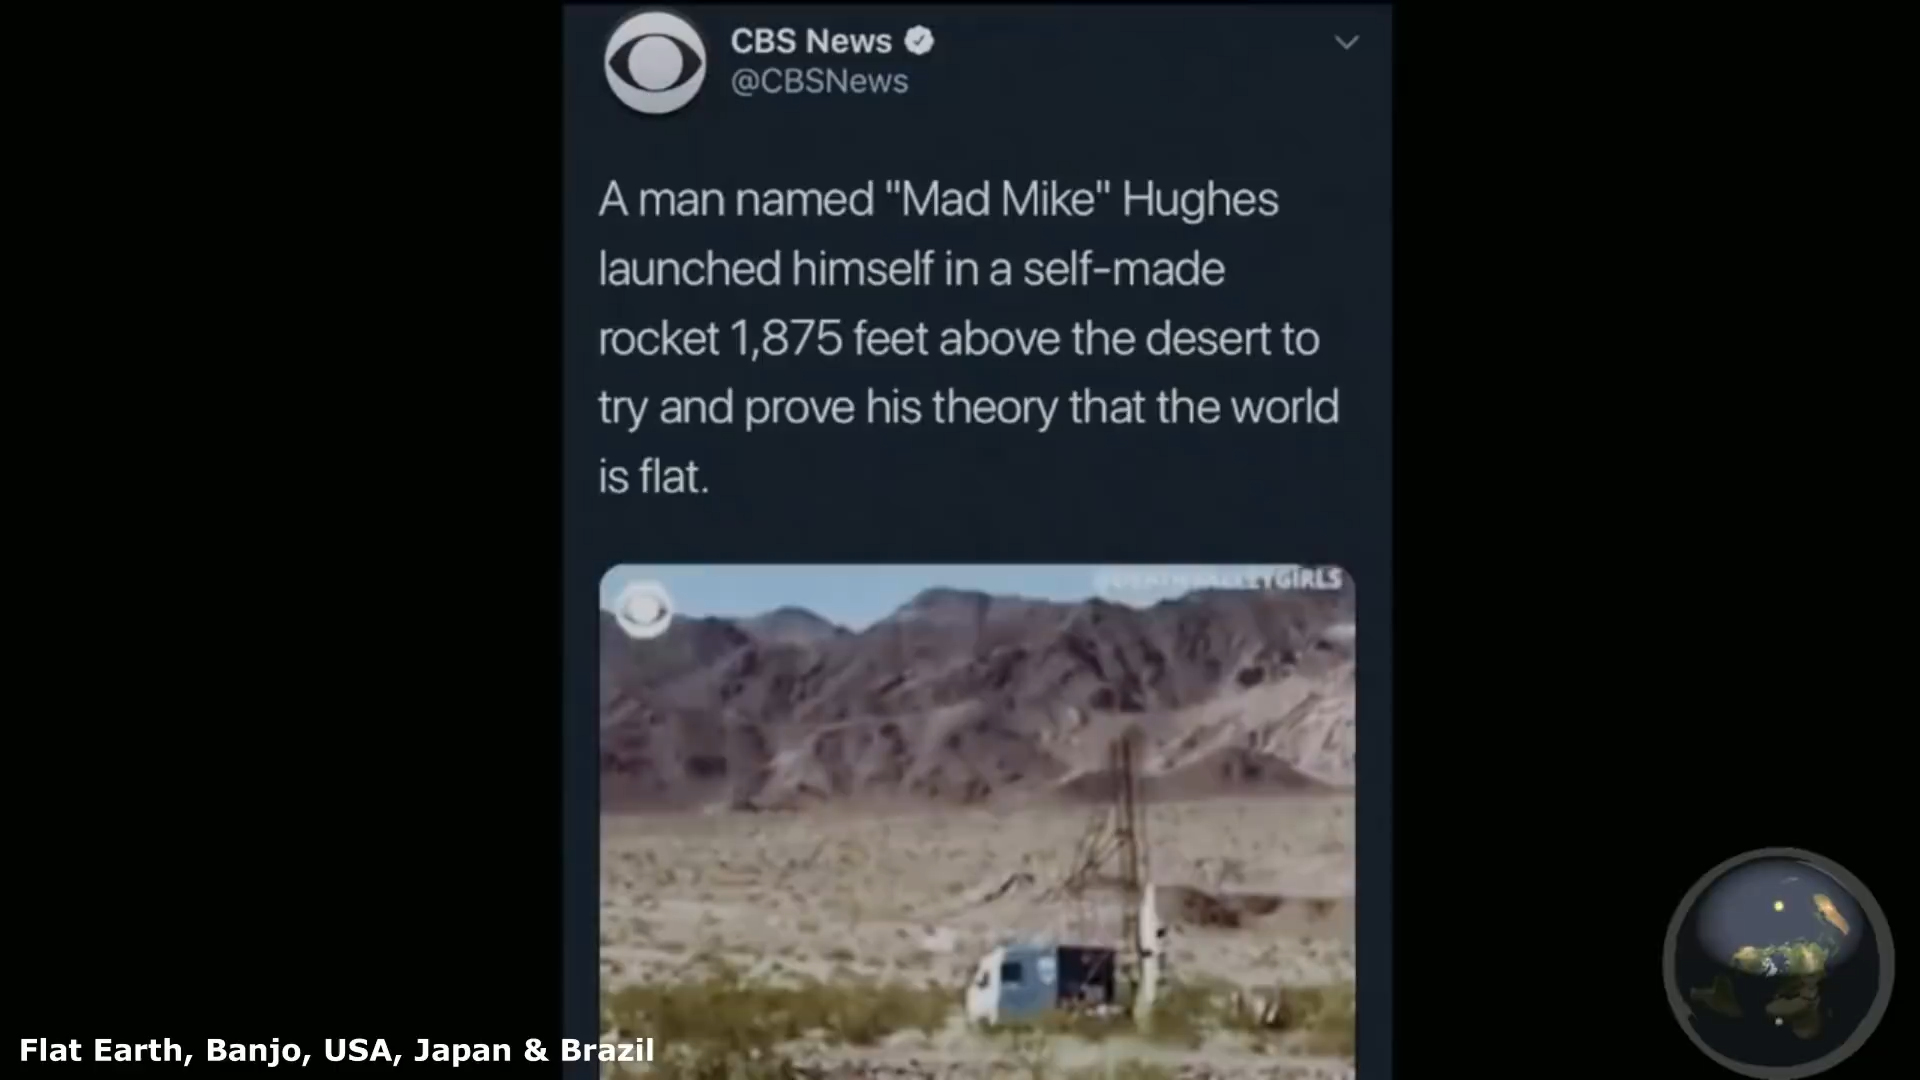 CBS News
@CBSNews
A man named "Mad Mike" Hughes
launched himself in a self-made
rocket 1,875 feet above the desert to
try and prove his theory that the world
is flat.
Flat Earth, Banjo, USA, Japan & Brazil